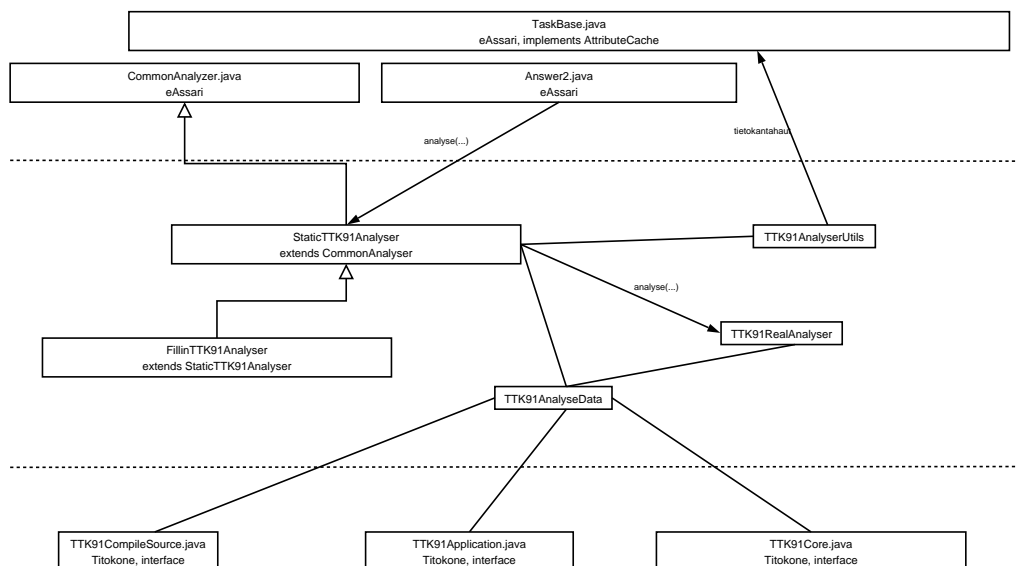 TaskBase.java
eAssari, implements AttributeCache
CommonAnalyzer.java
eAssari
Answer2.java
eAssari
tietokantahaut
analyse(...)
StaticTTK91Analyser
extends CommonAnalyser
TTK91AnalyserUtils
analyse(...)
TTK91RealAnalyser
FillinTTK91Analyser
extends StaticTTK91Analyser
TTK91AnalyseData
TTK91CompileSource.java
Titokone, interface
TTK91Application.java
Titokone, interface
TTK91Core.java
Titokone, interface